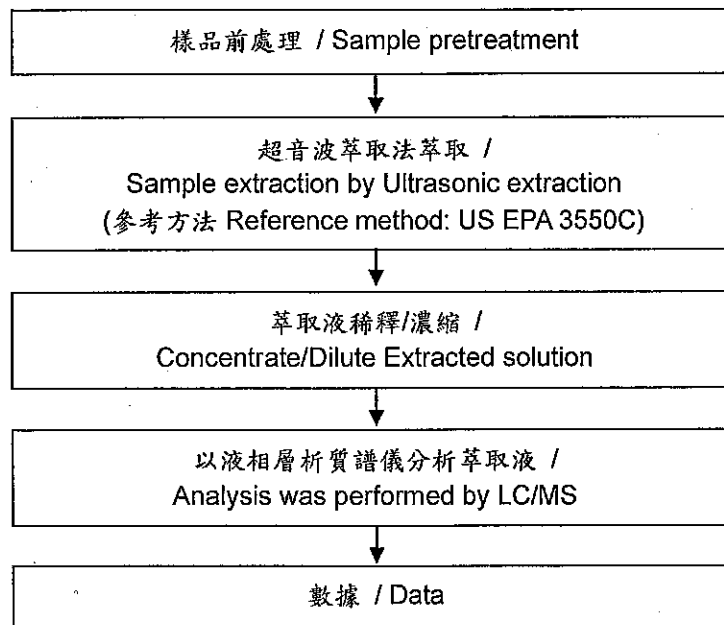 樣品前處理 / Sample pretreatment
超音波萃取法萃取 /
Sample extraction by Ultrasonic extraction
(參考方法 Reference method: US EPA 3550C)
萃取液稀釋/濃縮 /
Concentrate/Dilute Extracted solution
以液相層析質譜儀分析萃取液 /
Analysis was performed by LC/MS
數據 / Data